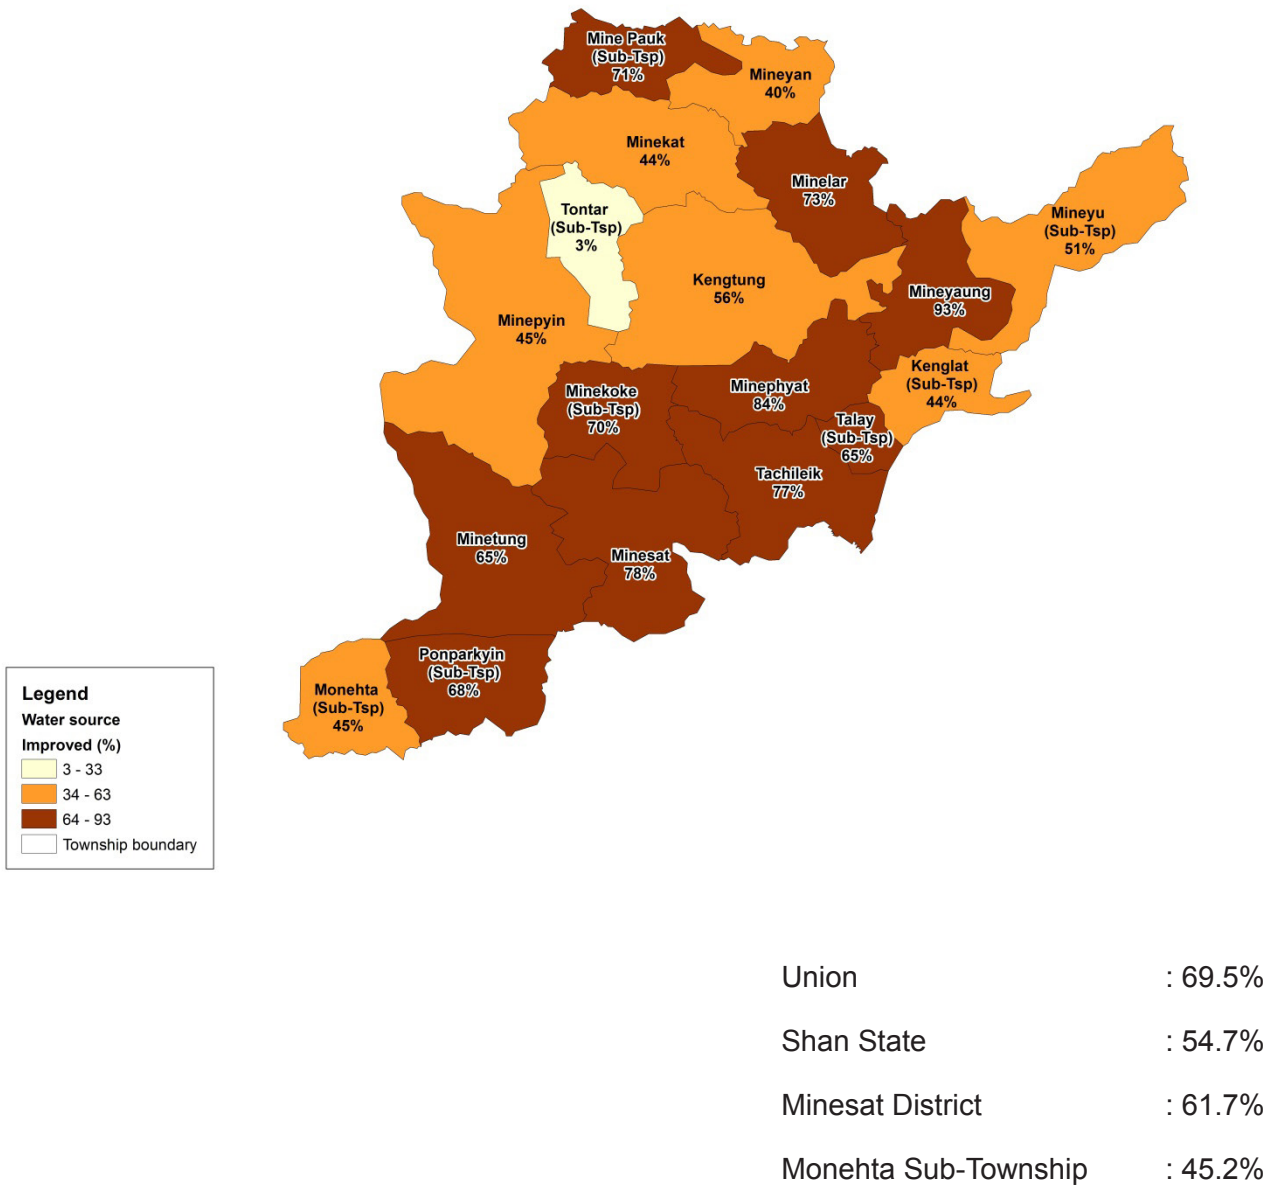 Mine Pauk
(Sub-Tsp)
71%
Mineyan
40%
Minekat
44%
Minelar
73%
Tontar
(Sub-Tsp)
3%
Mineyu
(Sub-Tsp)
51%
Kengtung
56%
Mineyaung
93%
Minepyin
45%
Kenglat
(Sub-Tsp)
44%
Minekoke
(Sub-Tsp)
70%
Minephyat
84%
Talay
(Sub-Tsp)
65%
Tachileik
77%
Minetung
65%
Minesat
78%
Ponparkyin
(Sub-Tsp)
68%
Monehta
(Sub-Tsp)
45%
Legend
Water source
Improved (%)
3 - 33
34 - 63
64 - 93
Township boundary
Union : 69.5%
Shan State : 54.7%
Minesat District : 61.7%
Monehta Sub-Township : 45.2%